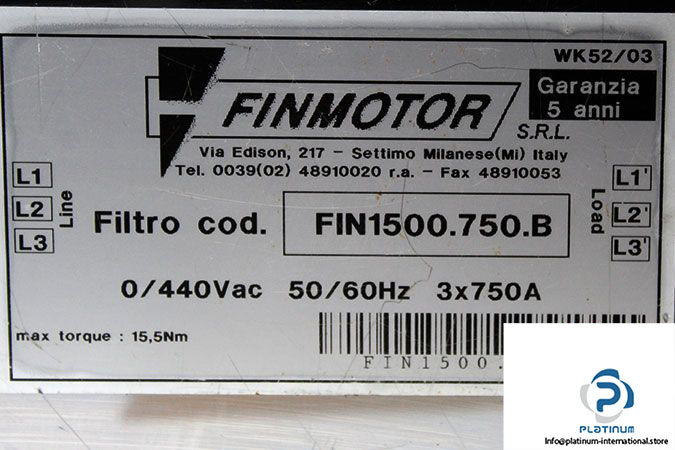 WK52/03
FINMOTOR
S.R.L.
Garanzia
5 anni
Via Edison, 217 - Settimo Milanese(Mi) Italy
Tel. 0039(02) 48910020 r.a. - Fax 48910053
L1
L2
L3
Line
Filtro cod.
FIN1500.750.B
Load
L1'
L2'
L3'
0/440Vac 50/60Hz 3x750A
max torque : 15,5Nm
FIN1500.
PLATINUM
Info@platinum-international.store